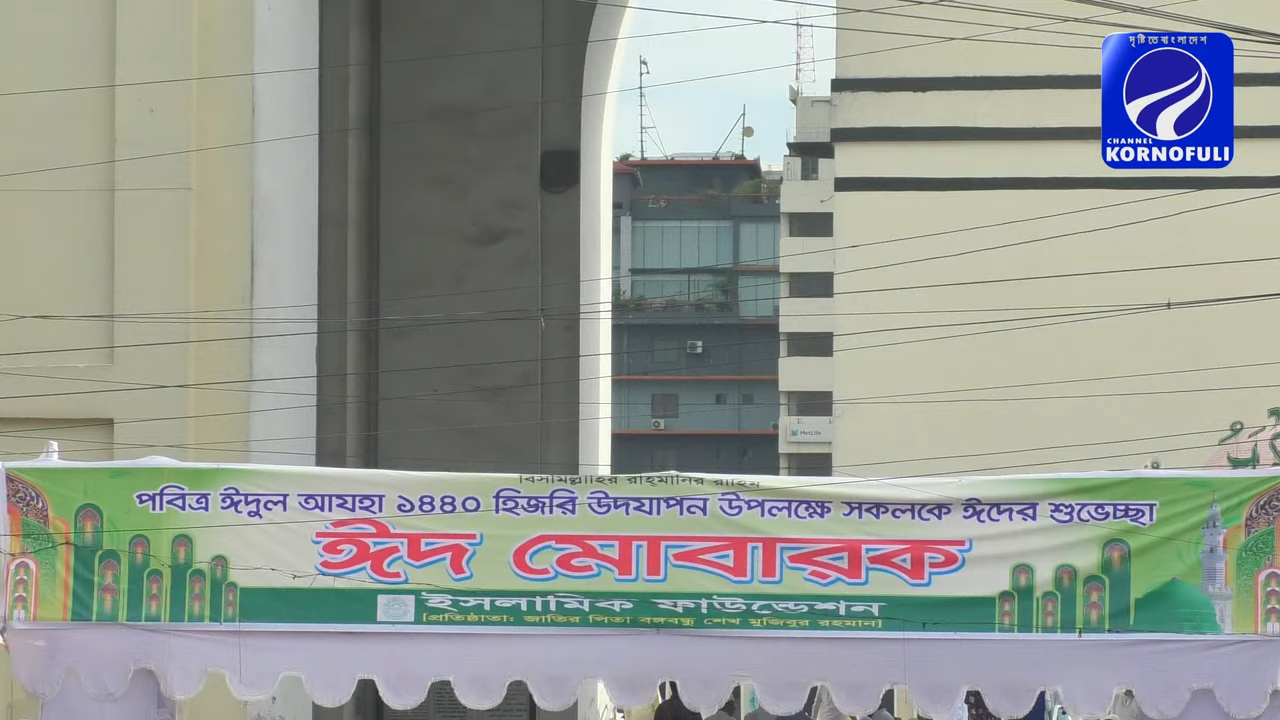 দৃষ্টিতে বাংলাদেশ
CHANNEL
KORNOFULI
MetLife
বিসমিল্লাহির রাহমানির রাহিম
পবিত্র ঈদুল আযহা ১৪৪০ হিজরি উদযাপন উপলক্ষে সকলকে ঈদের শুভেচ্ছা
ঈদ মোবারক
ইসলামিক ফাউন্ডেশন
[প্রতিষ্ঠাতা: জাতির পিতা বঙ্গবন্ধু শেখ মুজিবুর রহমান]